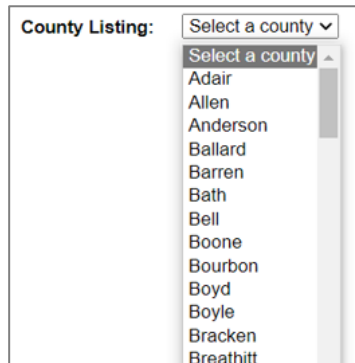 County Listing: Select a county
Select a county
Adair
Allen
Anderson
Ballard
Barren
Bath
Bell
Boone
Bourbon
Boyd
Boyle
Bracken
Breathitt